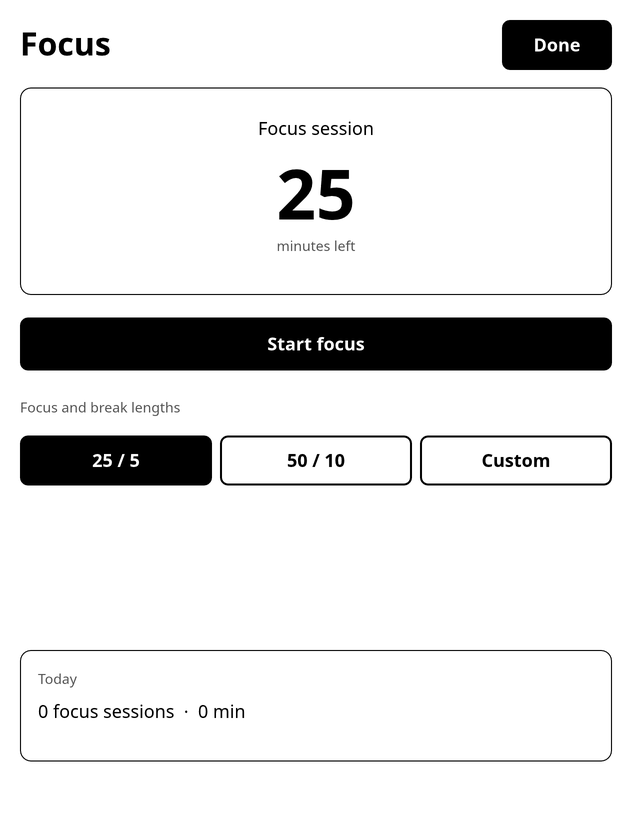 Focus
Done
Focus session
25
minutes left
Start focus
Focus and break lengths
25 / 5
50 / 10
Custom
Today
0 focus sessions · 0 min